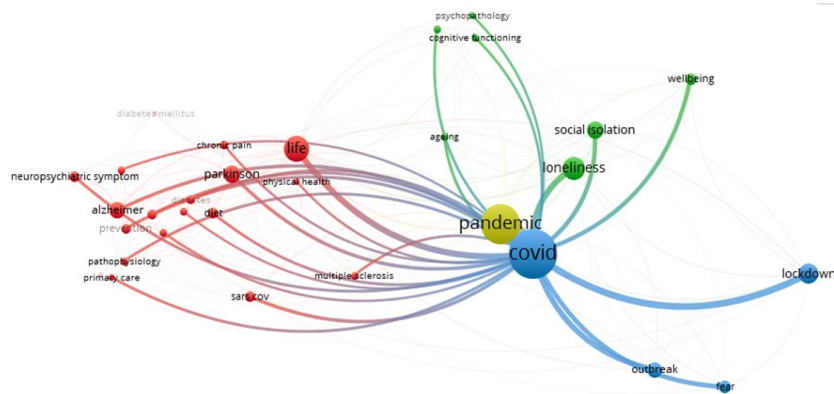 psychopathology
cognitive functioning
wellbeing
diabetes mellitus
social isolation
ageing
chronic pain
life
loneliness
neuropsychiatric symptom
parkinson
physical health
diabetes
alzheimer
diet
pandemic
prevention
covid
pathophysiology
primary care
multiple sclerosis
lockdown
sars cov
outbreak
fear